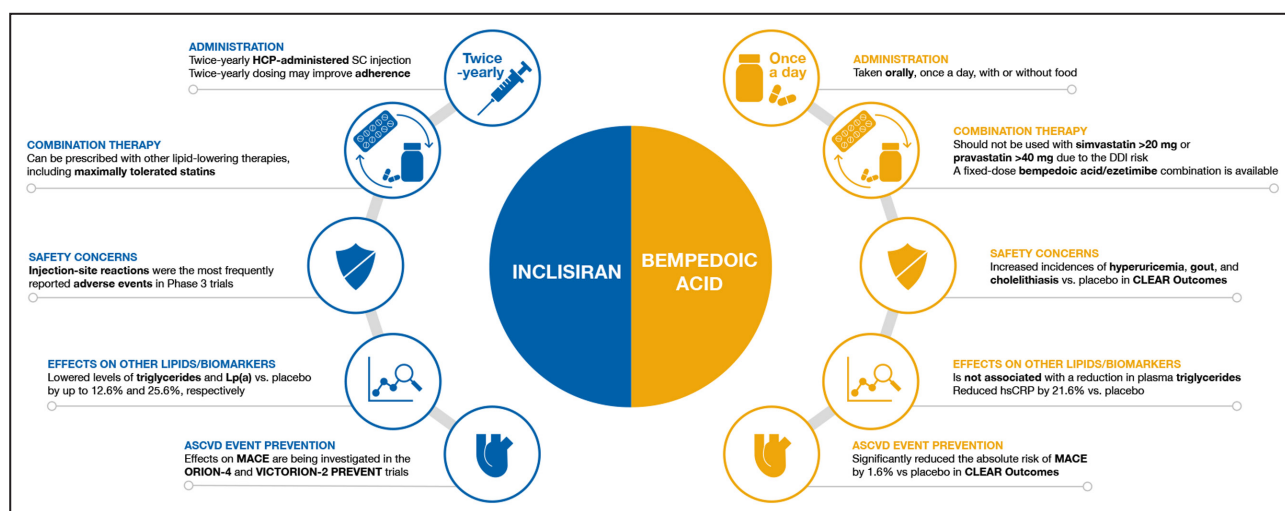 ADMINISTRATION
Twice-yearly HCP-administered SC injection
Twice-yearly dosing may improve adherence
Twice
-yearly
COMBINATION THERAPY
Can be prescribed with other lipid-lowering therapies,
including maximally tolerated statins
SAFETY CONCERNS
Injection-site reactions were the most frequently
reported adverse events in Phase 3 trials
EFFECTS ON OTHER LIPIDS/BIOMARKERS
Lowered levels of triglycerides and Lp(a) vs. placebo
by up to 12.6% and 25.6%, respectively
ASCVD EVENT PREVENTION
Effects on MACE are being investigated in the
ORION-4 and VICTORION-2 PREVENT trials
INCLISIRAN
BEMPEDOIC
ACID
Once
a day
ADMINISTRATION
Taken orally, once a day, with or without food
COMBINATION THERAPY
Should not be used with simvastatin >20 mg or
pravastatin >40 mg due to the DDI risk
A fixed-dose bempedoic acid/ezetimibe combination is available
SAFETY CONCERNS
Increased incidences of hyperuricemia, gout, and
cholelithiasis vs. placebo in CLEAR Outcomes
EFFECTS ON OTHER LIPIDS/BIOMARKERS
Is not associated with a reduction in plasma triglycerides
Reduced hsCRP by 21.6% vs. placebo
ASCVD EVENT PREVENTION
Significantly reduced the absolute risk of MACE
by 1.6% vs placebo in CLEAR Outcomes